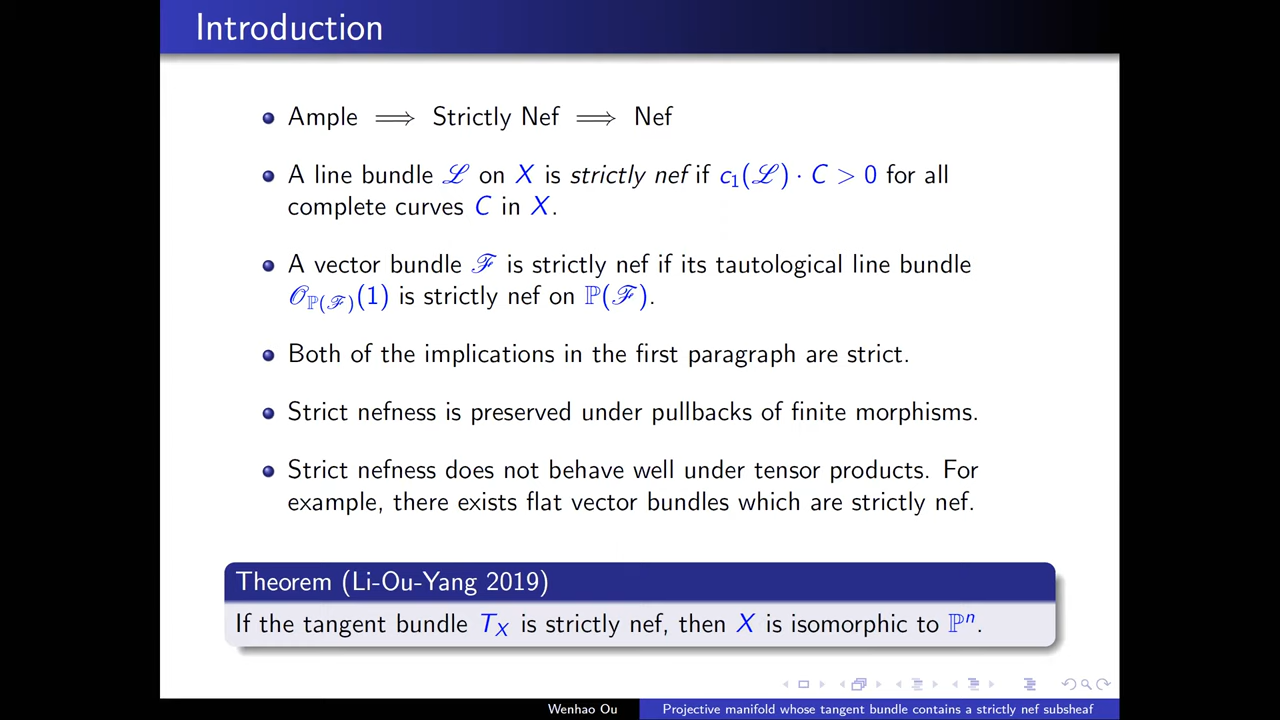 Introduction
Ample ⟹ Strictly Nef ⟹ Nef
A line bundle ℒ on X is strictly nef if c₁(ℒ) · C > 0 for all
complete curves C in X.
A vector bundle ℱ is strictly nef if its tautological line bundle
𝒪_ℙ(ℱ)(1) is strictly nef on ℙ(ℱ).
Both of the implications in the first paragraph are strict.
Strict nefness is preserved under pullbacks of finite morphisms.
Strict nefness does not behave well under tensor products. For
example, there exists flat vector bundles which are strictly nef.
Theorem (Li-Ou-Yang 2019)
If the tangent bundle T_X is strictly nef, then X is isomorphic to ℙⁿ.
Wenhao Ou Projective manifold whose tangent bundle contains a strictly nef subsheaf